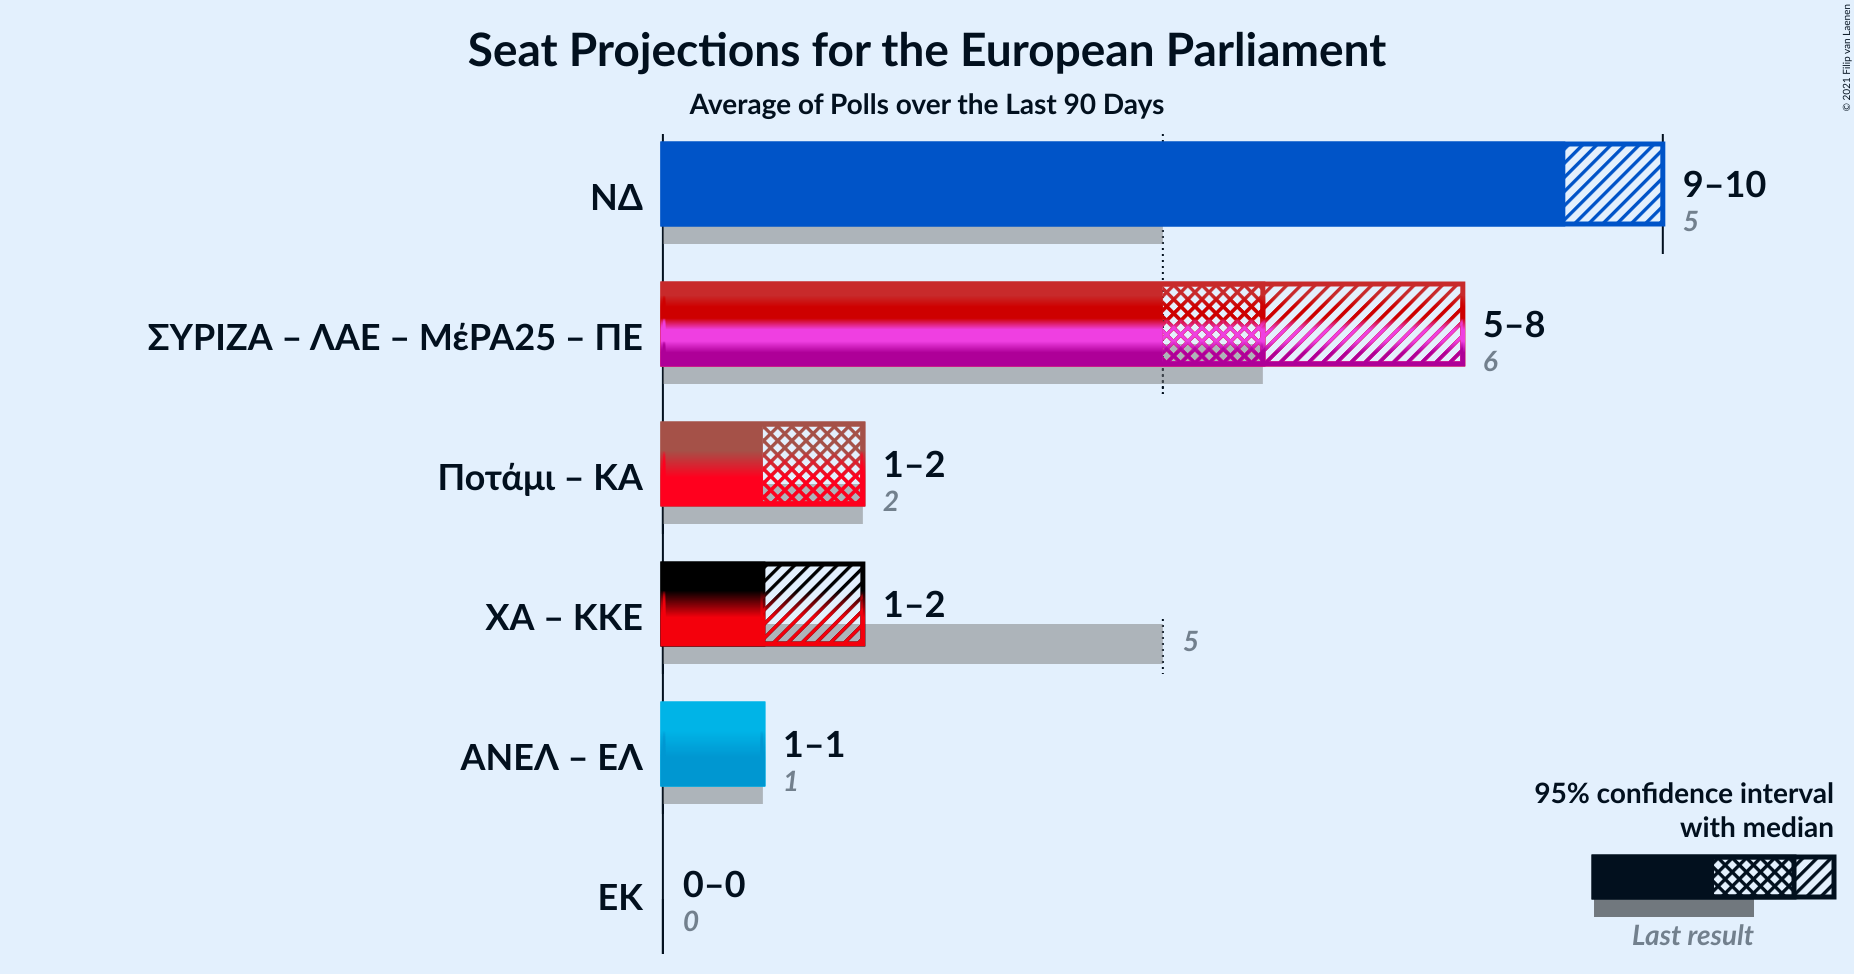 Seat Projections for the European Parliament
Average of Polls over the Last 90 Days
© 2021 Filip van Laenen
ΝΔ
9–10
5
ΣΥΡΙΖΑ – ΛΑΕ – ΜέΡΑ25 – ΠΕ
5–8
6
Ποτάμι – ΚΑ
1–2
2
ΧΑ – ΚΚΕ
1–2
5
ΑΝΕΛ – ΕΛ
1–1
1
ΕΚ
0–0
0
95% confidence interval
with median
Last result